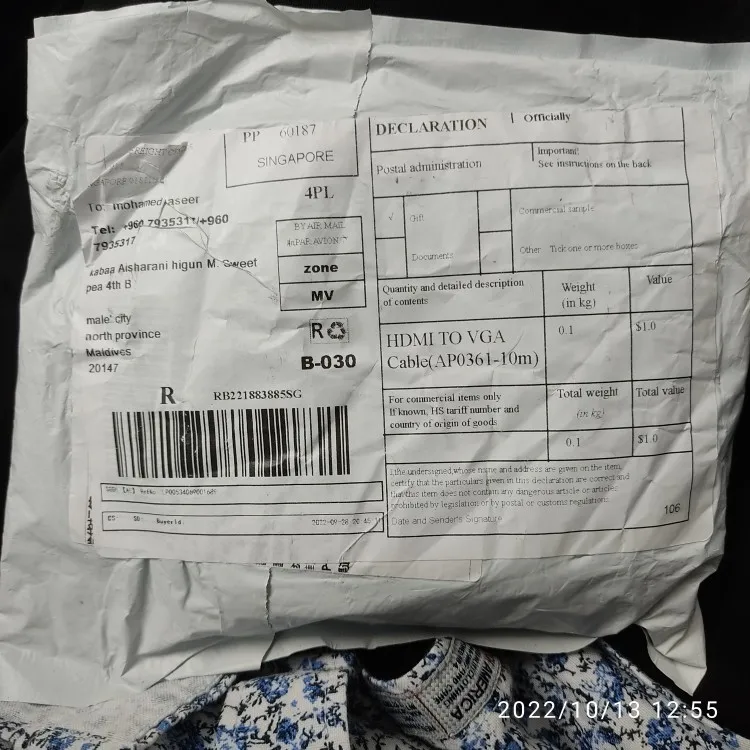 PP 60187
SINGAPORE
4PL
To: mohamed aseer
Tel: +960 7935317/+960
7935317
BY AIR MAIL
PAR AVION
zone
MV
kabaa Aisharani higun M. Sweet
pea 4th B
male' city
north province
Maldives
20147
R
B-030
R RB221883885SG
DECLARATION
Officially
Postal administration
Important:
See instructions on the back
√ Gift
Commercial sample
Documents
Other Tick one or more boxes
Quantity and detailed description
of contents
Weight
(in kg)
Value
HDMI TO VGA
Cable(AP0361-10m)
0.1
$1.0
For commercial items only
If known, HS tariff number and
country of origin of goods
Total weight
(in kg)
Total value
0.1
$1.0
I,the undersigned,whose name and address are given on the item,
certify that the particulars given in this declaration are correct and
that this item does not contain any dangerous article or articles
prohibited by legislation or by postal or customs regulations.
Date and Sender's Signature
106
RefNo:
BuyerId:
AMERICA
2022/10/13 12:55